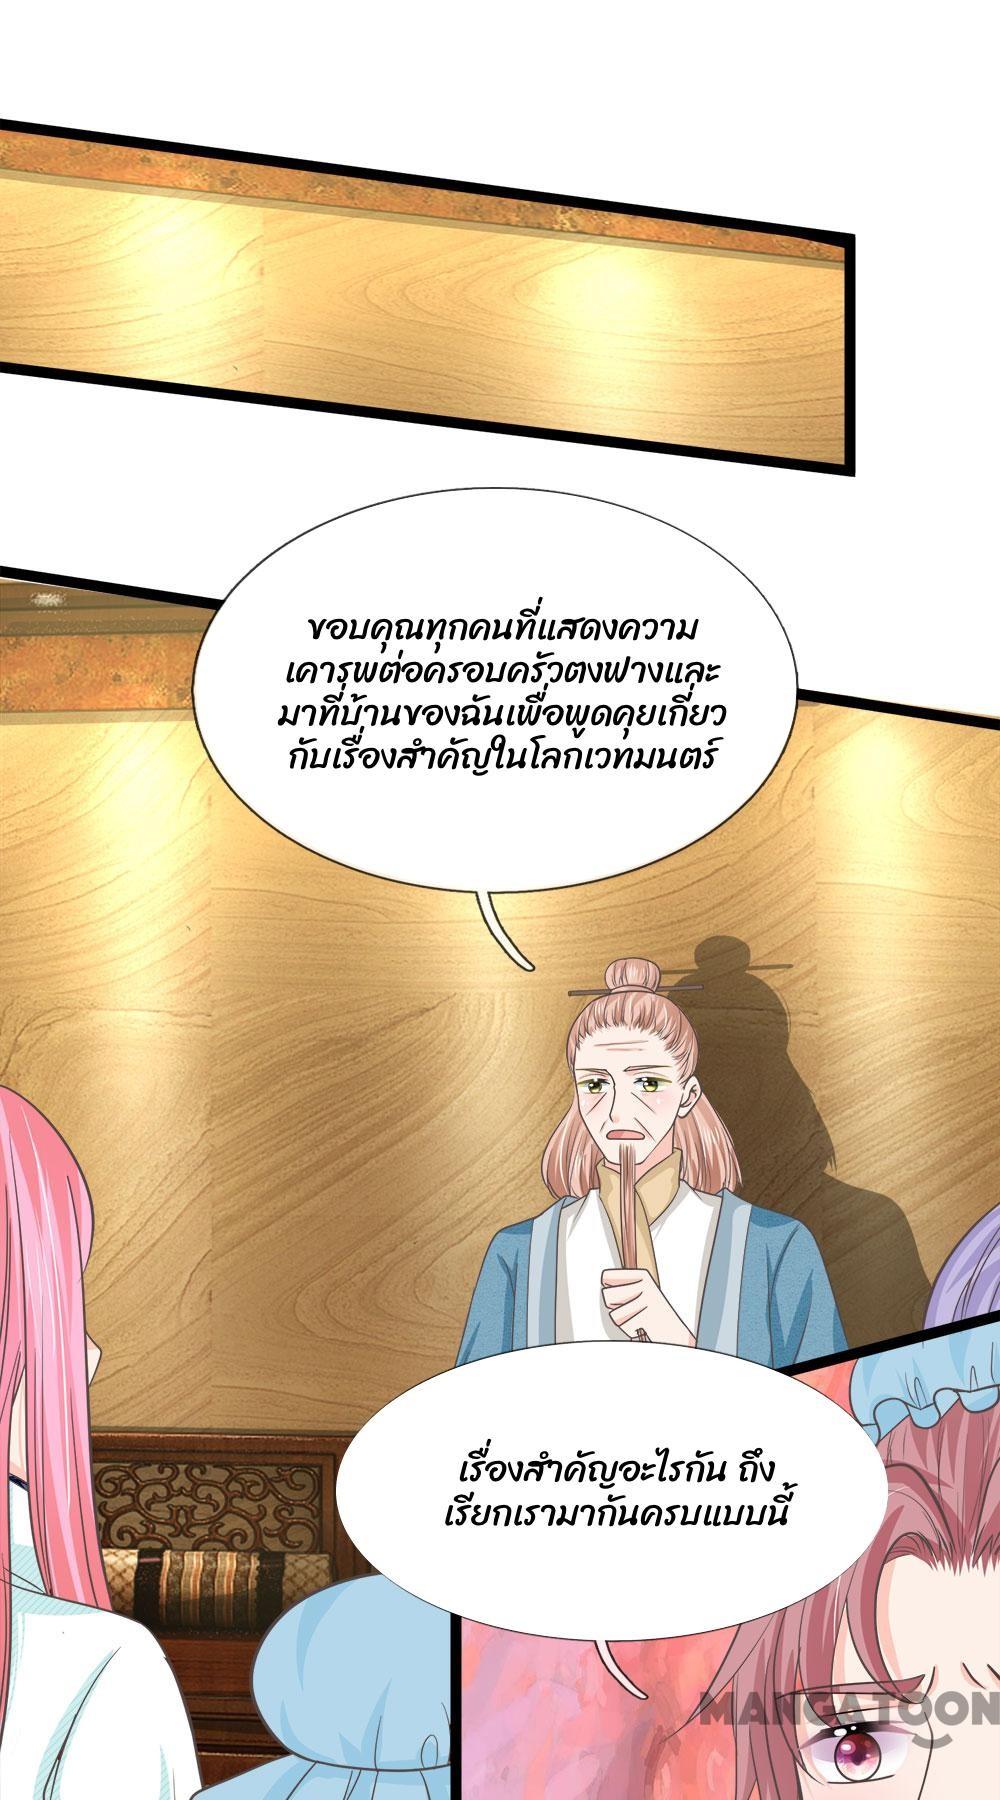 ขอบคุณทุกคนที่แสดงความ
เคารพต่อครอบครัวตงฟางและ
มาที่บ้านของฉันเพื่อพูดคุยเกี่ยว
กับเรื่องสำคัญในโลกเวทมนตร์
เรื่องสำคัญอะไรกัน ถึง
เรียกเรามากันครบแบบนี้
MANGATOON